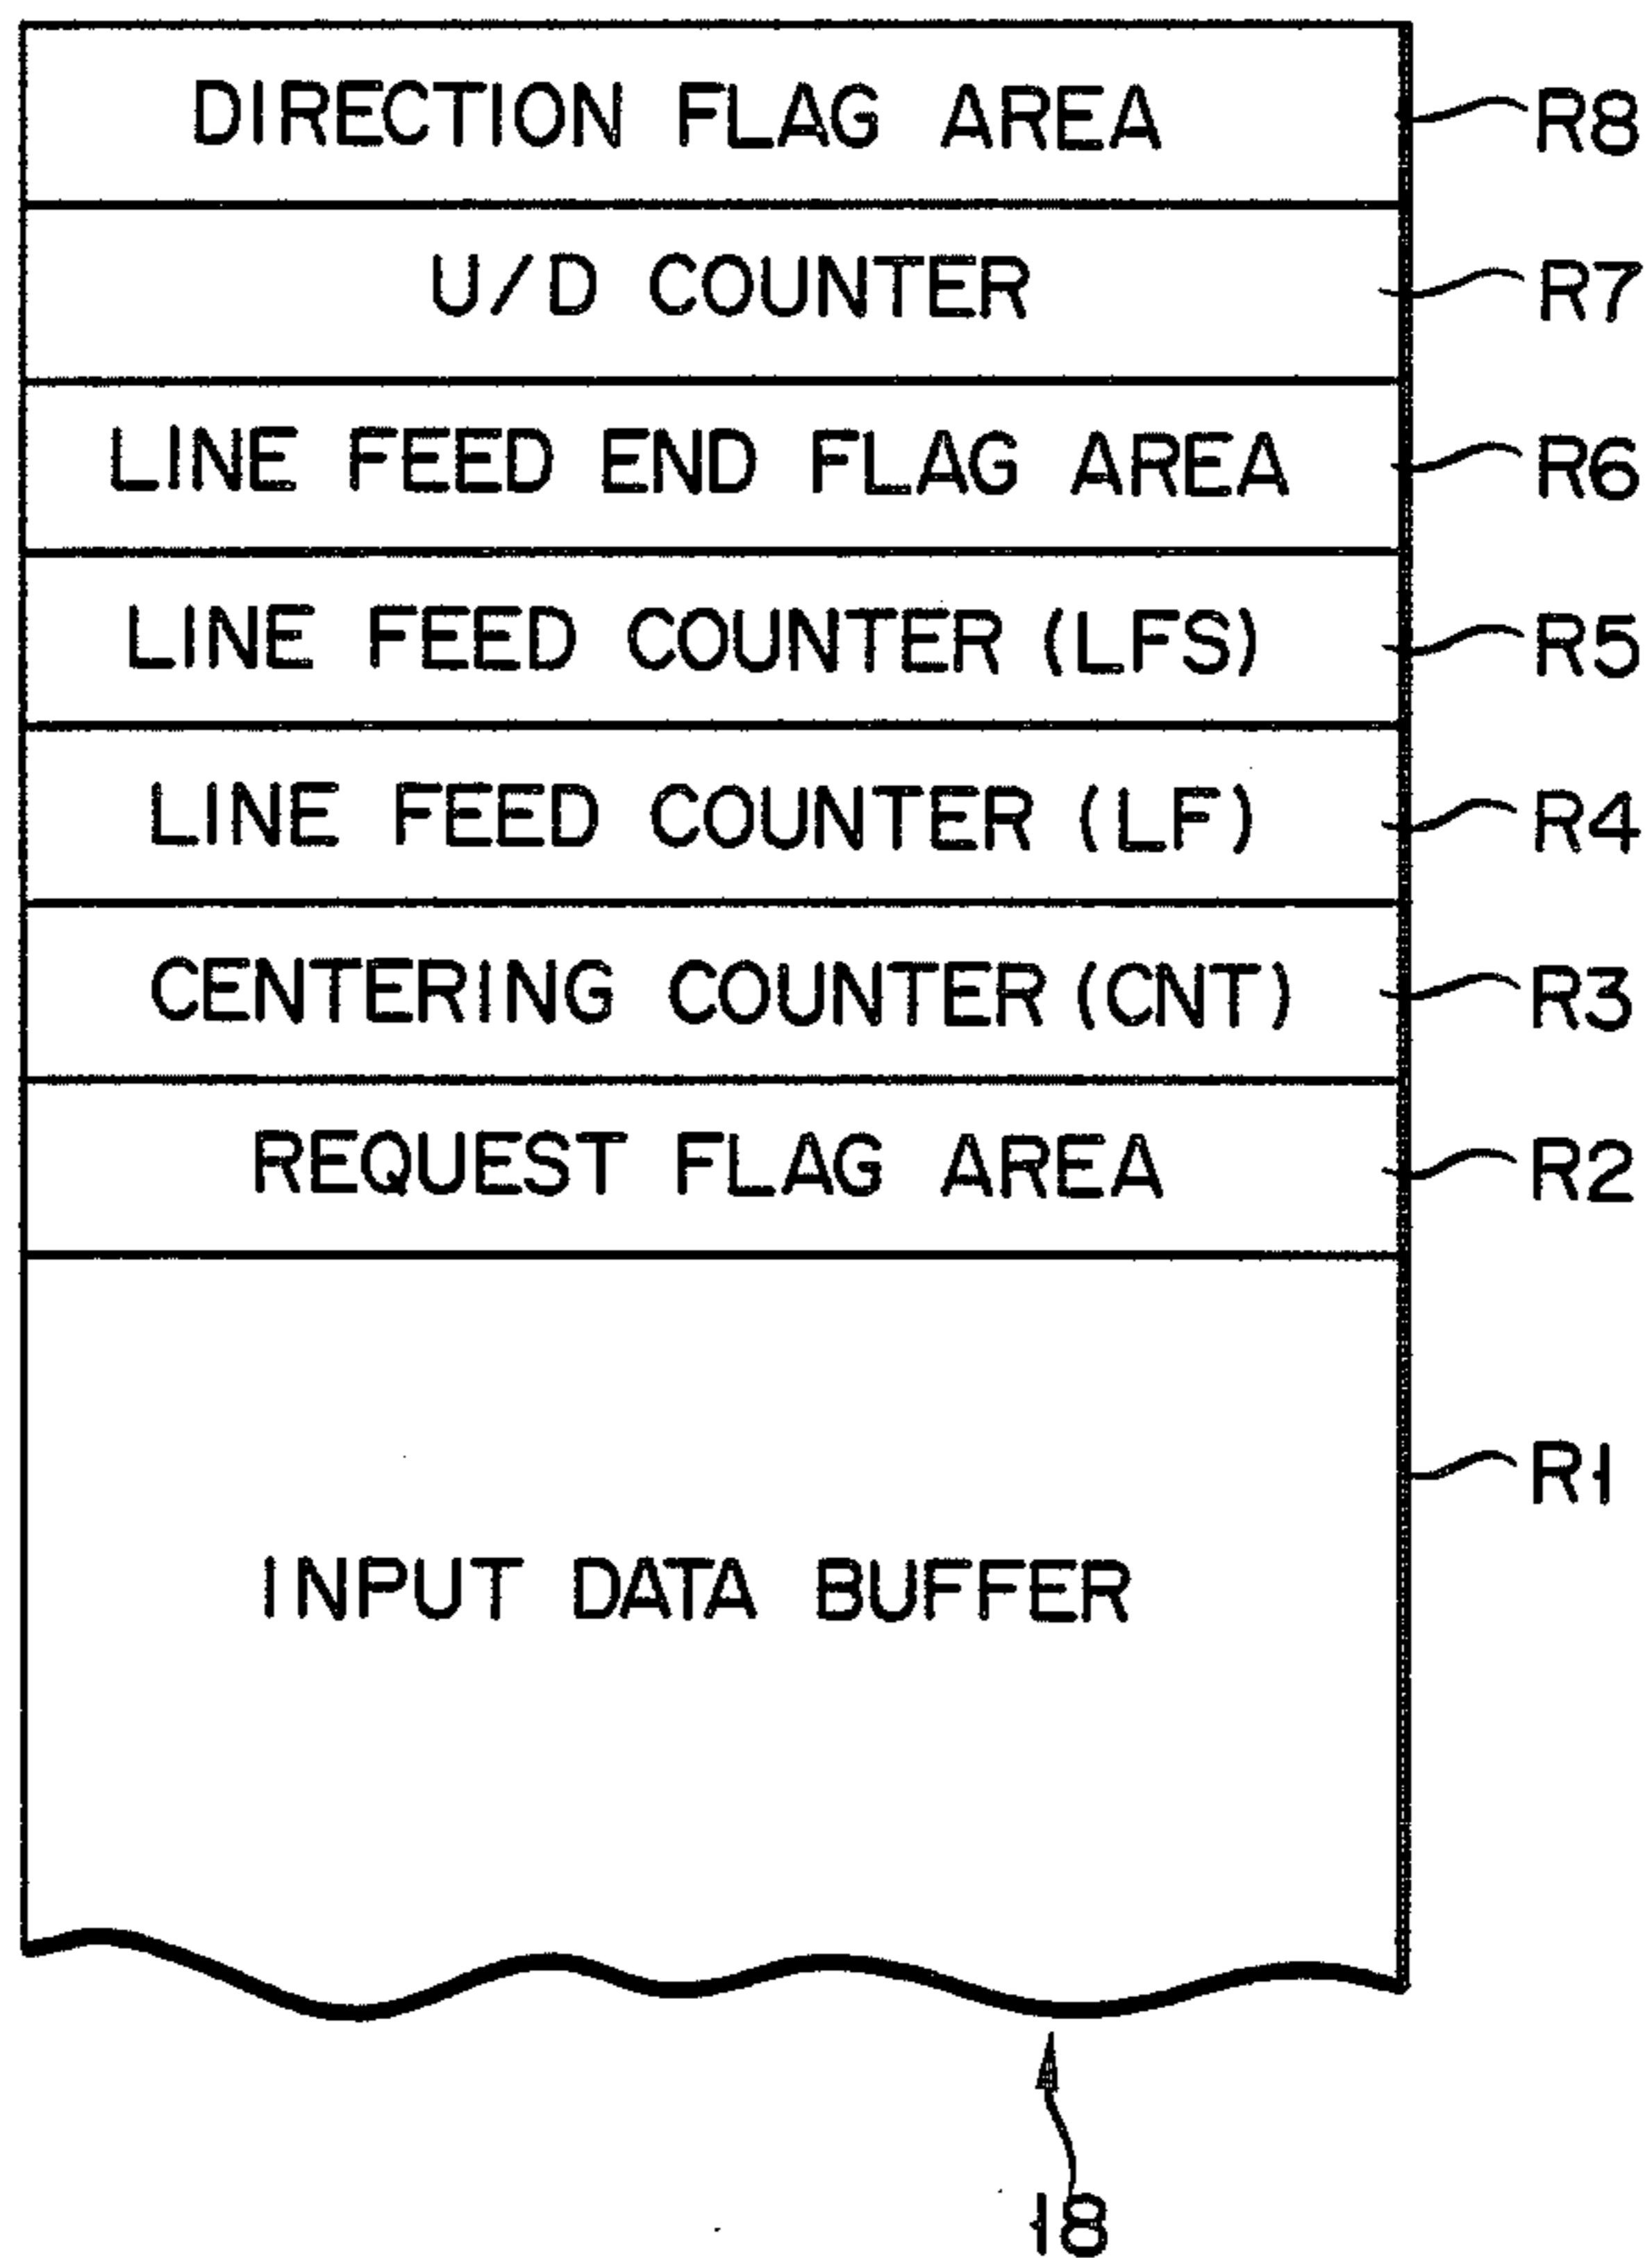 DIRECTION FLAG AREA R8
U/D COUNTER R7
LINE FEED END FLAG AREA R6
LINE FEED COUNTER (LFS) R5
LINE FEED COUNTER (LF) R4
CENTERING COUNTER (CNT) R3
REQUEST FLAG AREA R2
R1
INPUT DATA BUFFER
18